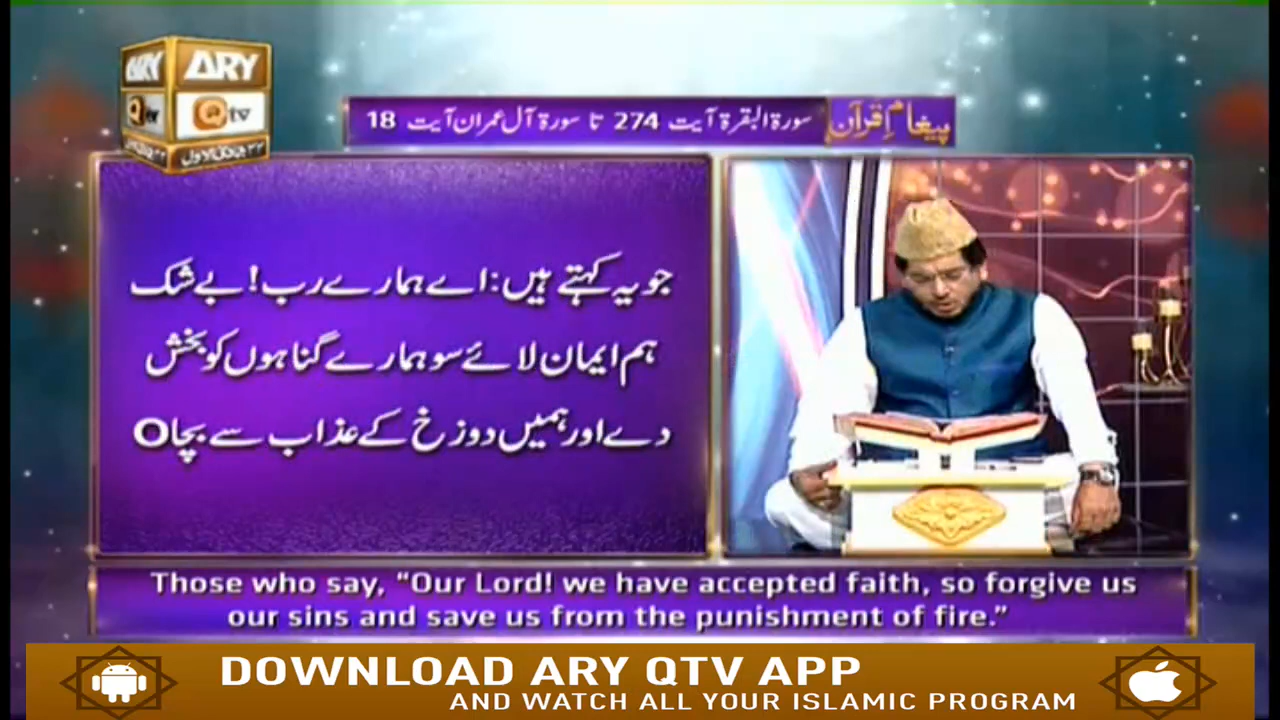 ARY
ARY
Qtv
Qtv
پیغامِ قرآن
سورۃ البقرۃ آیت 274 تا سورۃ آل عمران آیت 18
جو یہ کہتے ہیں: اے ہمارے رب! بے شک
ہم ایمان لائے سو ہمارے گناہوں کو بخش
دے اور ہمیں دوزخ کے عذاب سے بچاO
Those who say, “Our Lord! we have accepted faith, so forgive us
our sins and save us from the punishment of fire.”
DOWNLOAD ARY QTV APP
AND WATCH ALL YOUR ISLAMIC PROGRAM